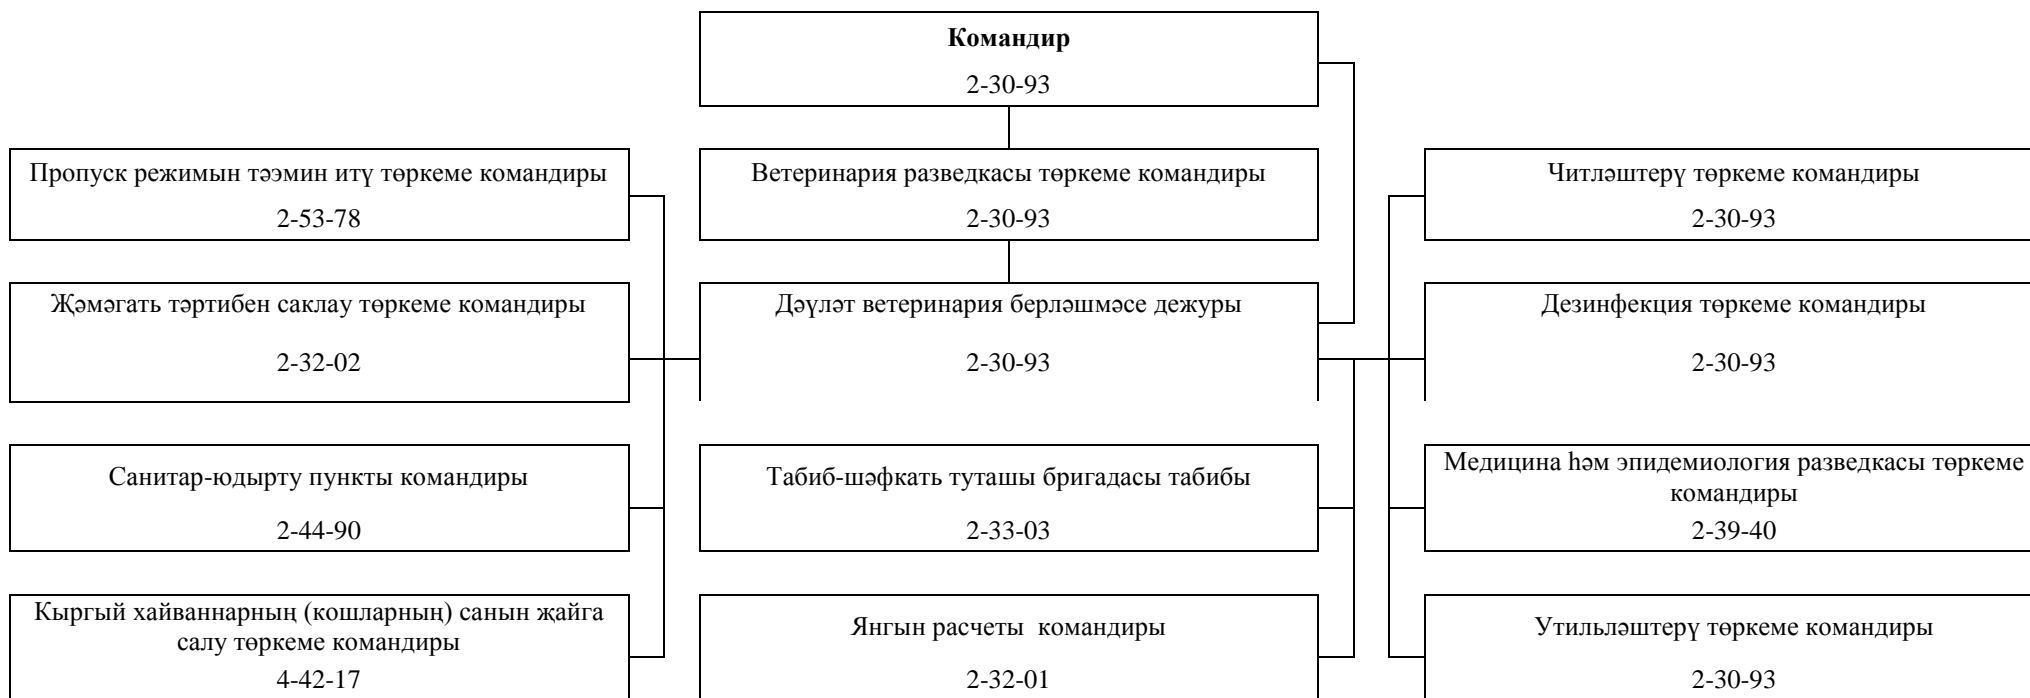 Командир
2-30-93
Пропуск режимын тәэмин итү төркеме командиры
2-53-78
Ветеринария разведкасы төркеме командиры
2-30-93
Читләштерү төркеме командиры
2-30-93
Җәмәгать тәртибен саклау төркеме командиры
2-32-02
Дәүләт ветеринария берләшмәсе дежуры
2-30-93
Дезинфекция төркеме командиры
2-30-93
Санитар-юдырту пункты командиры
2-44-90
Табиб-шәфкать туташы бригадасы табибы
2-33-03
Медицина һәм эпидемиология разведкасы төркеме
командиры
2-39-40
Кыргый хайваннарның (кошларның) санын җайга
салу төркеме командиры
4-42-17
Янгын расчеты  командиры
2-32-01
Утильләштерү төркеме командиры
2-30-93